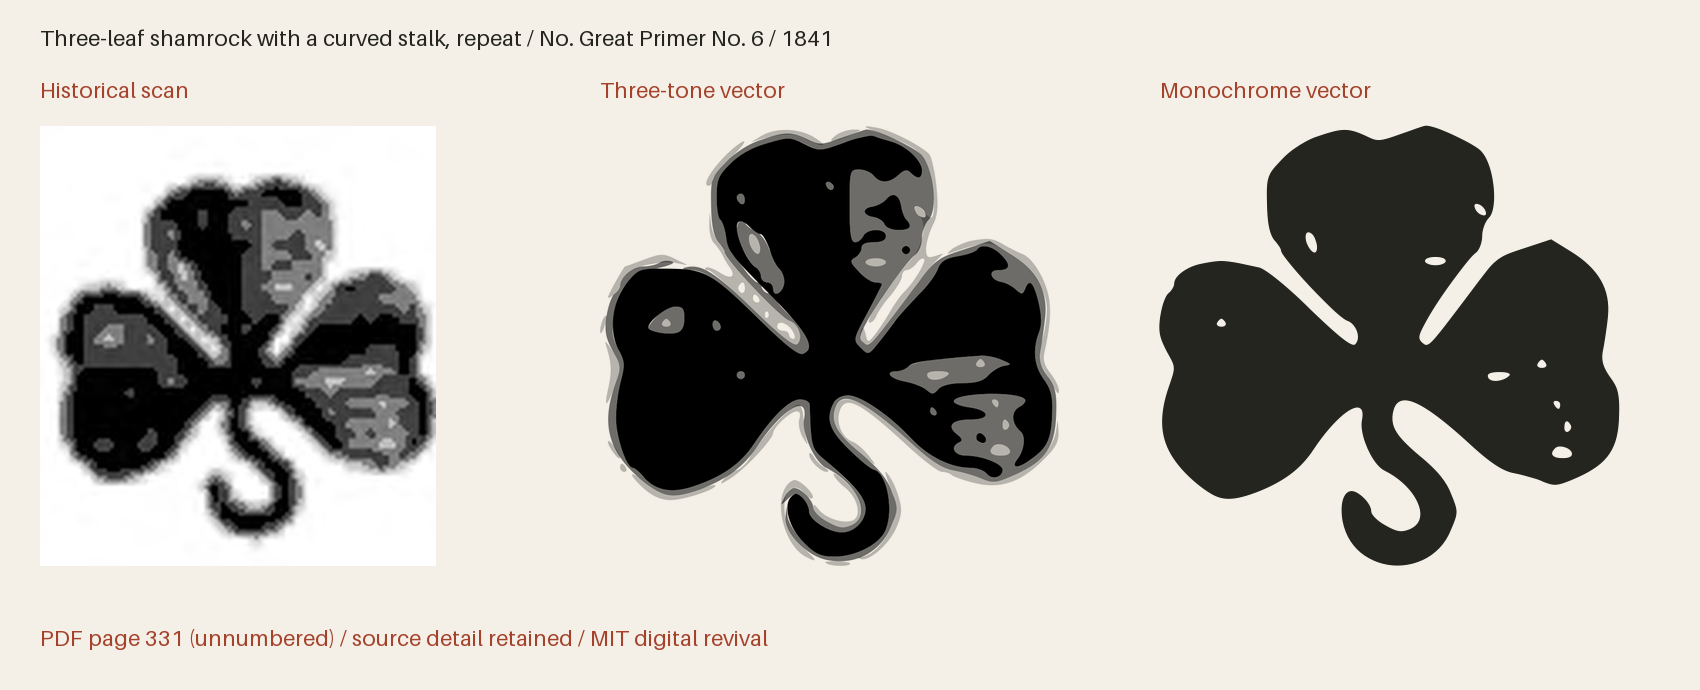 Three-leaf shamrock with a curved stalk, repeat / No. Great Primer No. 6 / 1841
Historical scan
Three-tone vector
Monochrome vector
PDF page 331 (unnumbered) / source detail retained / MIT digital revival